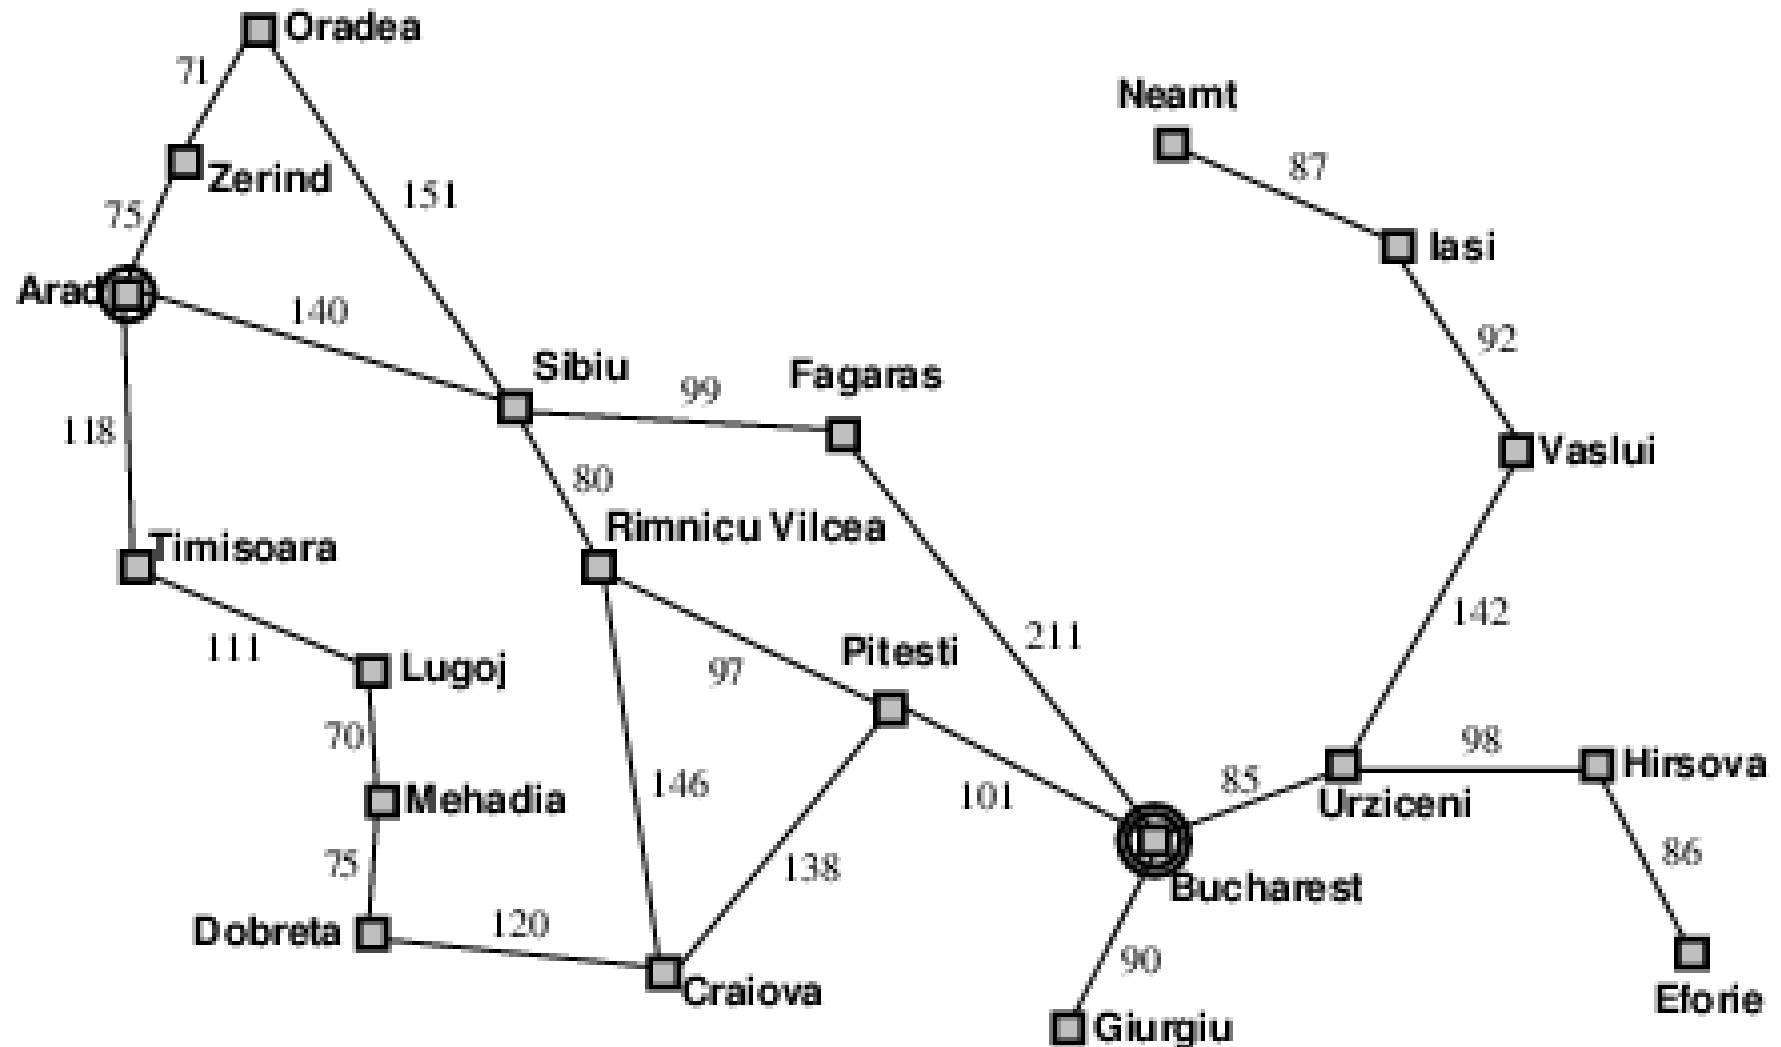 Oradea
71
Neamt
87
Zerind
151
75
Iasi
Arad
140
92
Sibiu
99
Fagaras
118
80
Vaslui
Rimnicu Vilcea
Timisoara
211
142
111
Lugoj
97
Pitesti
70
98
Hirsova
146
101
85
Urziceni
Mehadia
75
138
86
Bucharest
Dobreta
120
90
Craiova
Eforie
Giurgiu